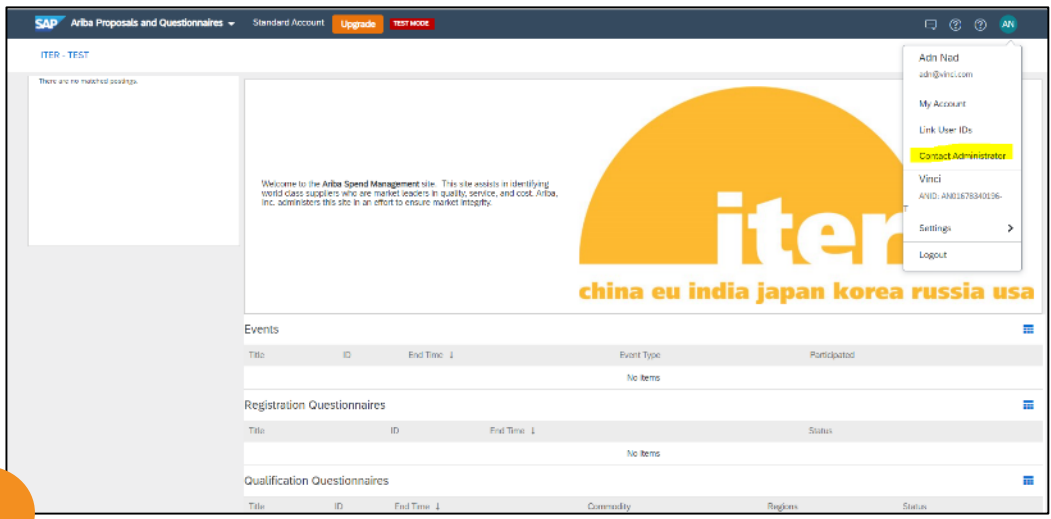 SAP Ariba Proposals and Questionnaires Standard Account Upgrade TEST MODE AN
ITER - TEST
There are no matched postings.
Welcome to the Ariba Spend Management site. This site assists in identifying
world class suppliers who are market leaders in quality, service, and cost. Ariba,
Inc. administers this site in an effort to ensure market integrity.
iter
china eu india japan korea russia usa
Adn Nad
adn@vinci.com
My Account
Link User IDs
Contact Administrator
Vinci
ANID: AN01678340196-
T
Settings
Logout
Events
Title ID End Time ↓ Event Type Participated
No items
Registration Questionnaires
Title ID End Time ↓ Status
No items
Qualification Questionnaires
Title ID End Time ↓ Commodity Regions Status